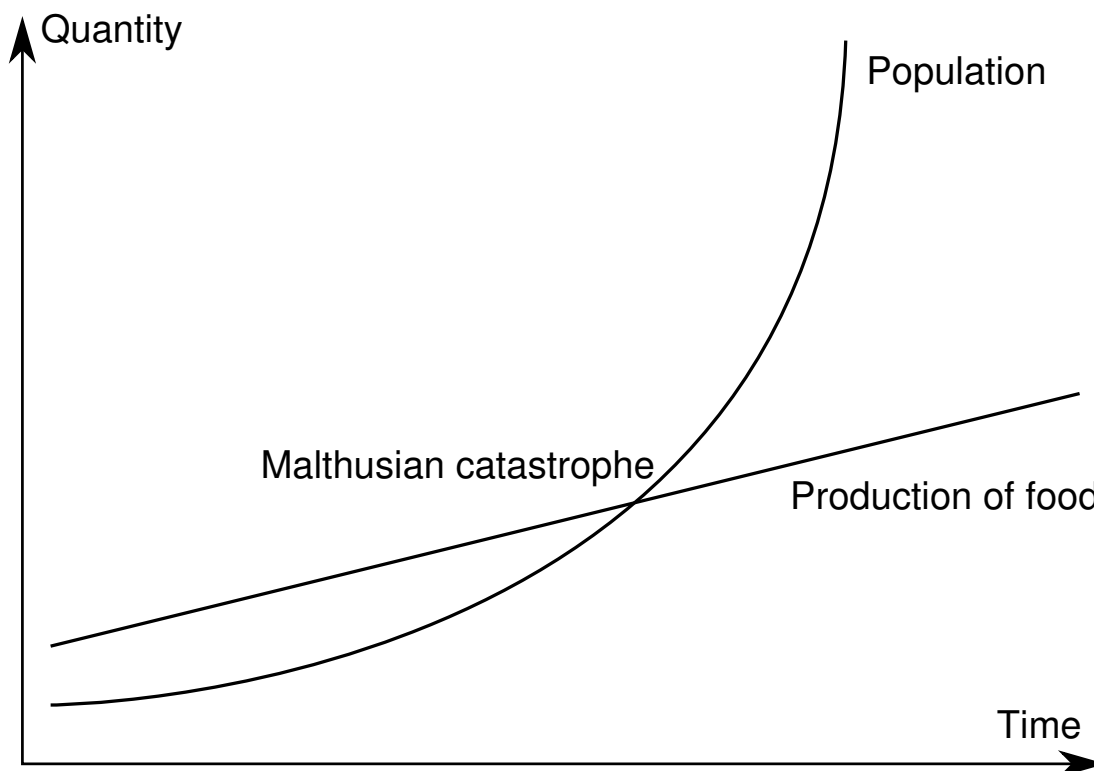 Quantity
Population
Malthusian catastrophe
Production of food
Time